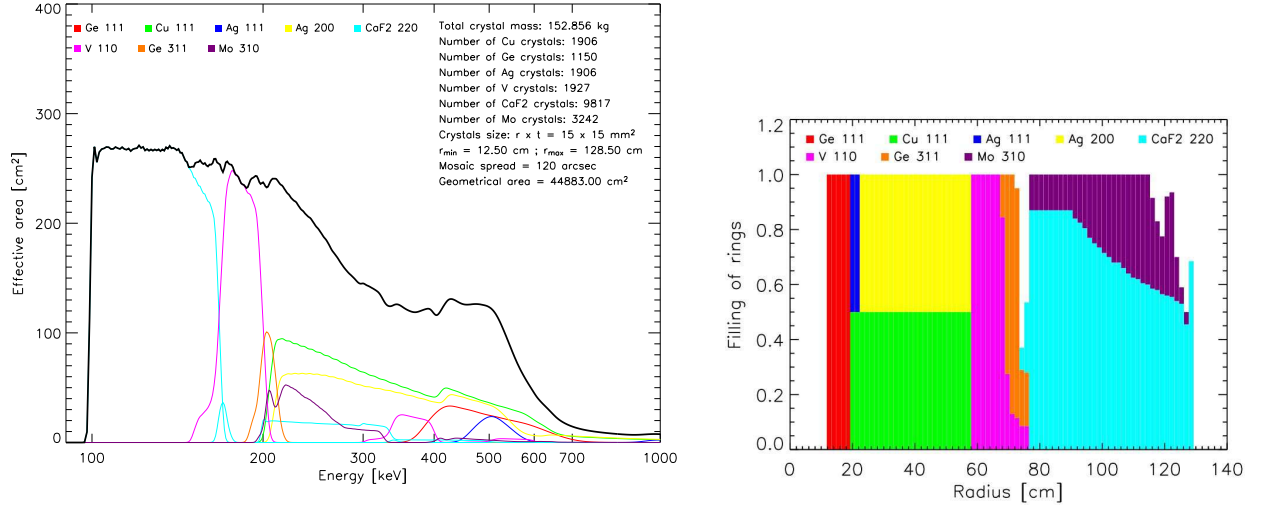 400
300
200
100
0
Effective area [cm²]
Ge 111 Cu 111 Ag 111 Ag 200 CaF2 220
V 110 Ge 311 Mo 310
Total crystal mass: 152.856 kg
Number of Cu crystals: 1906
Number of Ge crystals: 1150
Number of Ag crystals: 1906
Number of V crystals: 1927
Number of CaF2 crystals: 9817
Number of Mo crystals: 3242
Crystals size: r x t = 15 x 15 mm²
rmin = 12.50 cm ; rmax = 128.50 cm
Mosaic spread = 120 arcsec
Geometrical area = 44883.00 cm²
100 200 300 400 500 600 700 1000
Energy [keV]
1.2
1.0
0.8
0.6
0.4
0.2
0.0
Filling of rings
Ge 111 Cu 111 Ag 111 Ag 200 CaF2 220
V 110 Ge 311 Mo 310
0 20 40 60 80 100 120 140
Radius [cm]